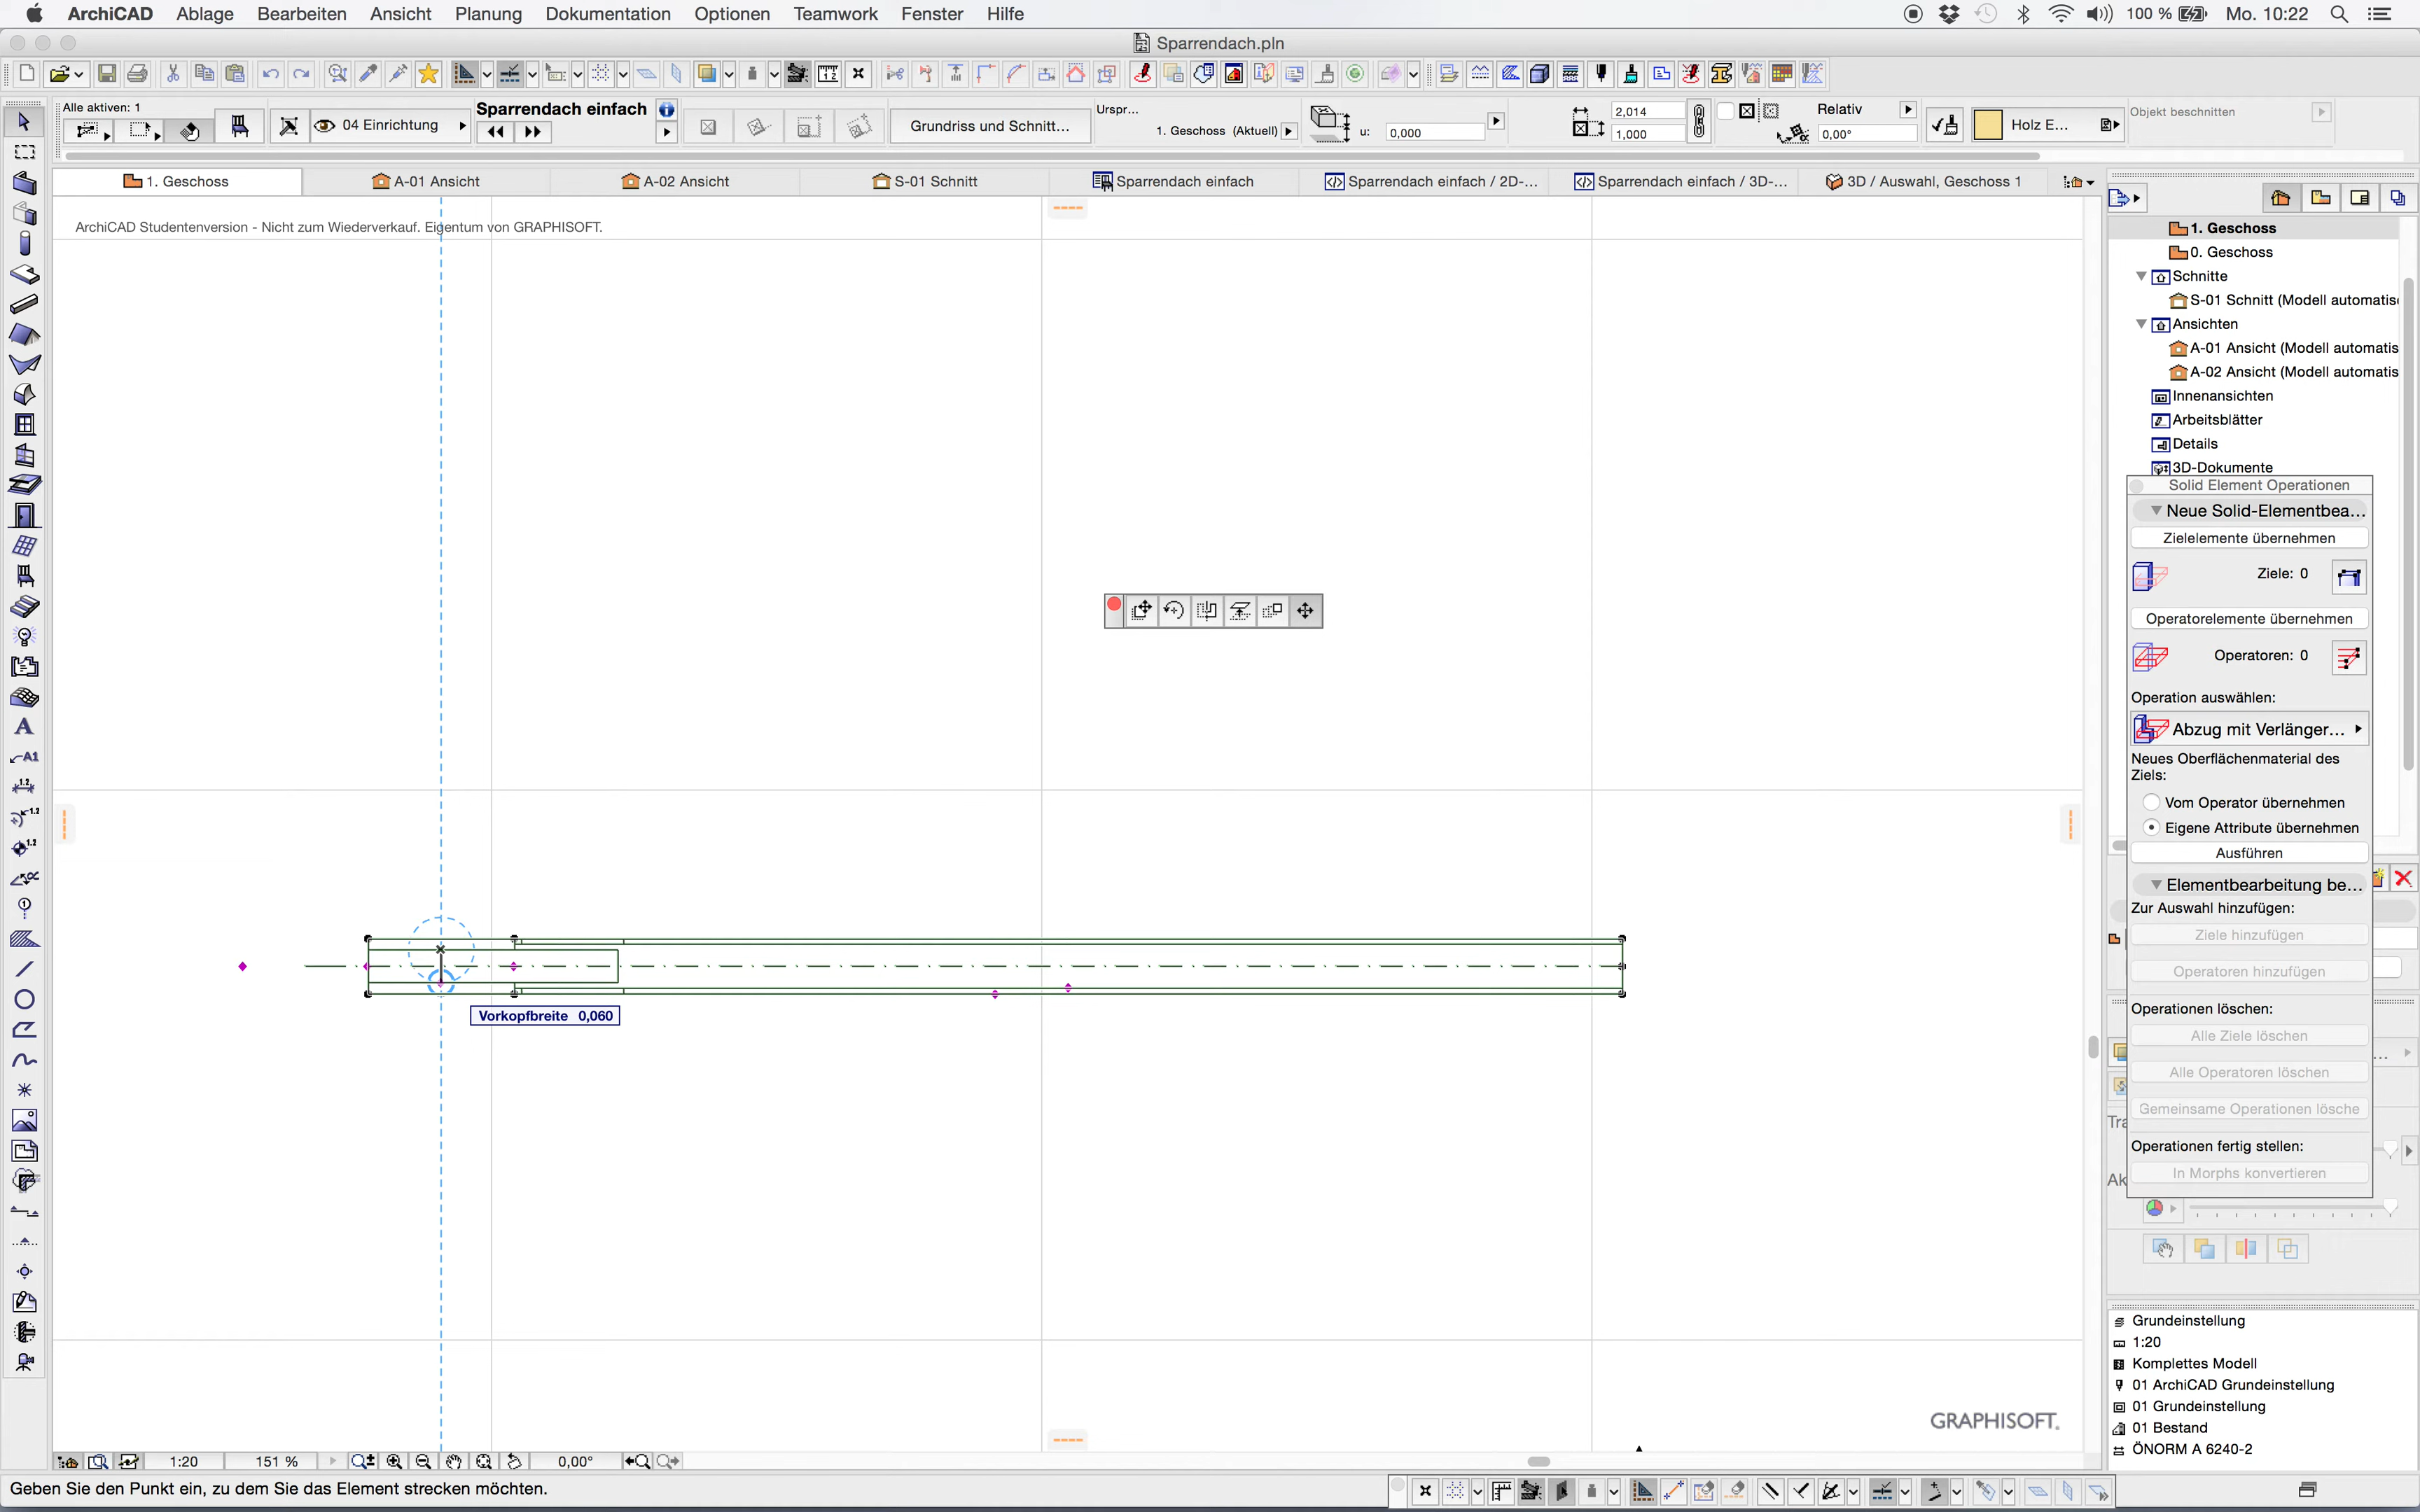 ArchiCAD Ablage Bearbeiten Ansicht Planung Dokumentation Optionen Teamwork Fenster Hilfe 100 % Mo. 10:22
Sparrendach.pln
Alle aktiven: 1
04 Einrichtung
Sparrendach einfach
Grundriss und Schnitt...
Urspr...
1. Geschoss (Aktuell)
u: 0,000
2,014
1,000
Relativ
0,00°
Holz E...
Objekt beschnitten
1. Geschoss
A-01 Ansicht
A-02 Ansicht
S-01 Schnitt
Sparrendach einfach
Sparrendach einfach / 2D-...
Sparrendach einfach / 3D-...
3D / Auswahl, Geschoss 1
ArchiCAD Studentenversion - Nicht zum Wiederverkauf. Eigentum von GRAPHISOFT.
Vorkopfbreite 0,060
GRAPHISOFT.
A
A1
1.2
1.2
1.2
1. Geschoss
0. Geschoss
Schnitte
S-01 Schnitt (Modell automatis
Ansichten
A-01 Ansicht (Modell automatis
A-02 Ansicht (Modell automatis
Innenansichten
Arbeitsblätter
Details
3D-Dokumente
Solid Element Operationen
Neue Solid-Elementbea...
Zielelemente übernehmen
Ziele: 0
Operatorelemente übernehmen
Operatoren: 0
Operation auswählen:
Abzug mit Verlänger...
Neues Oberflächenmaterial des
Ziels:
Vom Operator übernehmen
Eigene Attribute übernehmen
Ausführen
Elementbearbeitung be...
Zur Auswahl hinzufügen:
Ziele hinzufügen
Operatoren hinzufügen
Operationen löschen:
Alle Ziele löschen
Alle Operatoren löschen
Gemeinsame Operationen lösche
Tra
Operationen fertig stellen:
In Morphs konvertieren
Ak
Grundeinstellung
1:20
Komplettes Modell
01 ArchiCAD Grundeinstellung
01 Grundeinstellung
01 Bestand
ÖNORM A 6240-2
1:20 151 % 0,00°
Geben Sie den Punkt ein, zu dem Sie das Element strecken möchten.